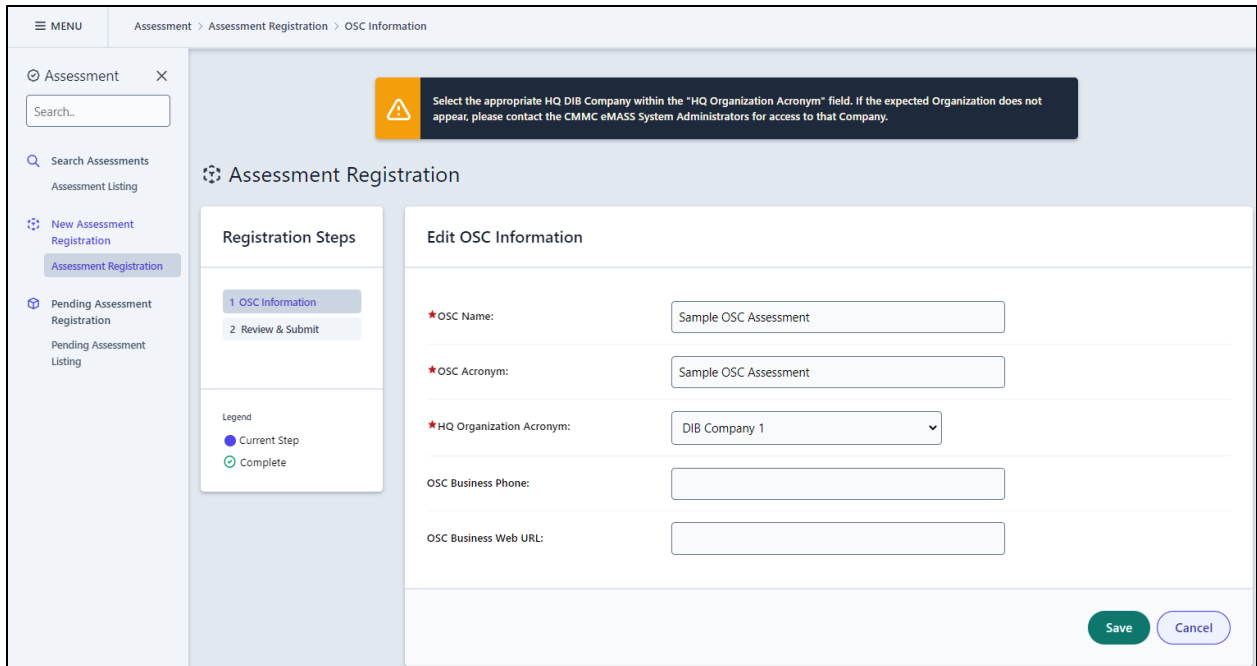 MENU
Assessment > Assessment Registration > OSC Information
Assessment
Search..
Search Assessments
Assessment Listing
New Assessment
Registration
Assessment Registration
Pending Assessment
Registration
Pending Assessment
Listing
Select the appropriate HQ DIB Company within the "HQ Organization Acronym" field. If the expected Organization does not
appear, please contact the CMMC eMASS System Administrators for access to that Company.
Assessment Registration
Registration Steps
1 OSC Information
2 Review & Submit
Legend
Current Step
Complete
Edit OSC Information
★OSC Name: Sample OSC Assessment
★OSC Acronym: Sample OSC Assessment
★HQ Organization Acronym: DIB Company 1
OSC Business Phone:
OSC Business Web URL:
Save Cancel